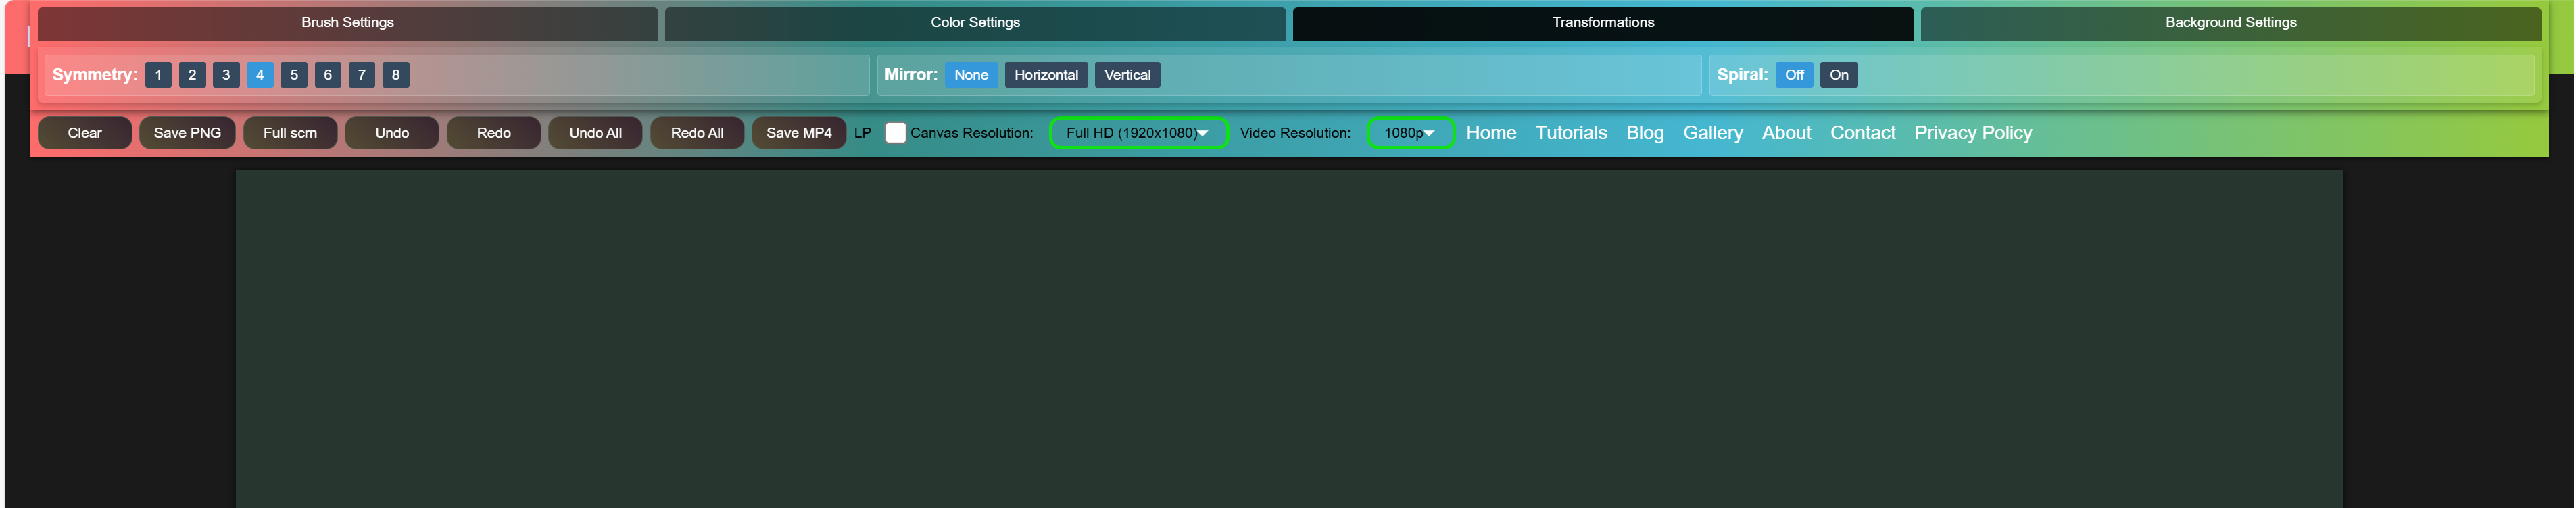 Brush Settings Color Settings Transformations Background Settings
Symmetry: 1 2 3 4 5 6 7 8 Mirror: None Horizontal Vertical Spiral: Off On
Clear Save PNG Full scrn Undo Redo Undo All Redo All Save MP4 LP Canvas Resolution: Full HD (1920x1080) Video Resolution: 1080p Home Tutorials Blog Gallery About Contact Privacy Policy